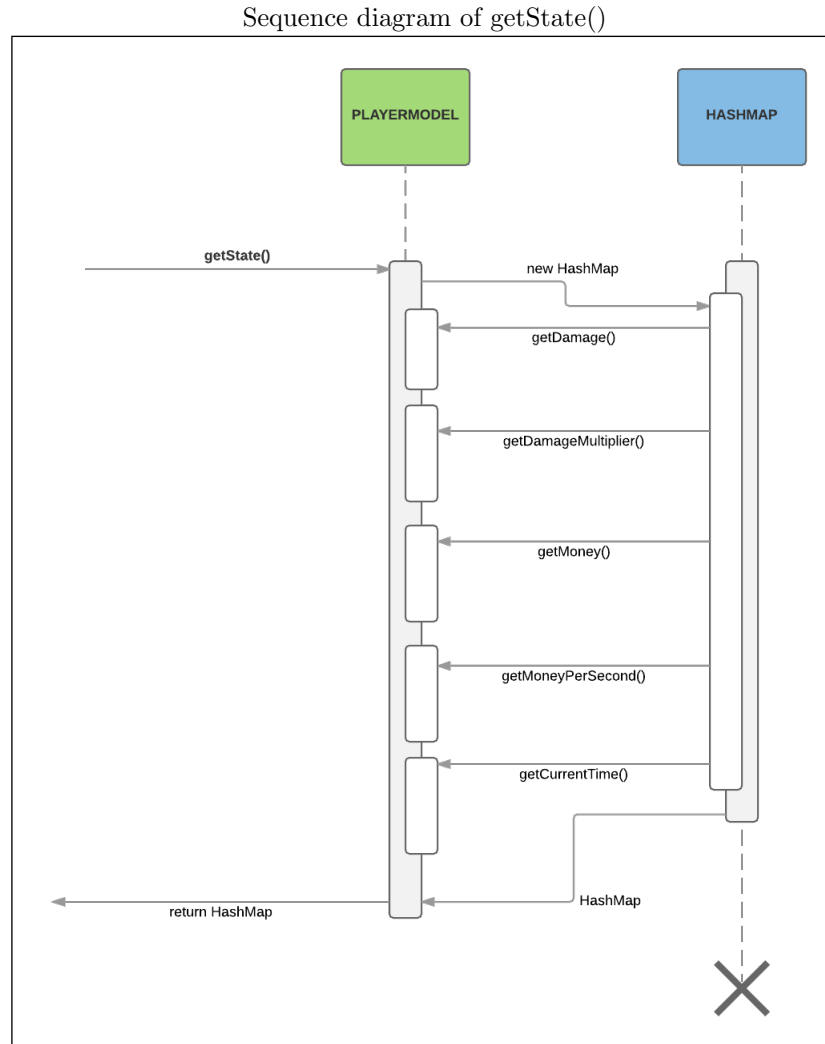 Sequence diagram of getState()
PLAYERMODEL
HASHMAP
getState()
new HashMap
getDamage()
getDamageMultiplier()
getMoney()
getMoneyPerSecond()
getCurrentTime()
HashMap
return HashMap